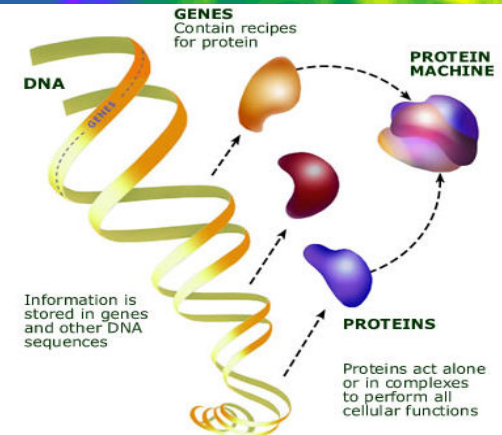 GENES
Contain recipes
for protein
PROTEIN
MACHINE
DNA
GENES
Information is
stored in genes
and other DNA
sequences
PROTEINS
Proteins act alone
or in complexes
to perform all
cellular functions